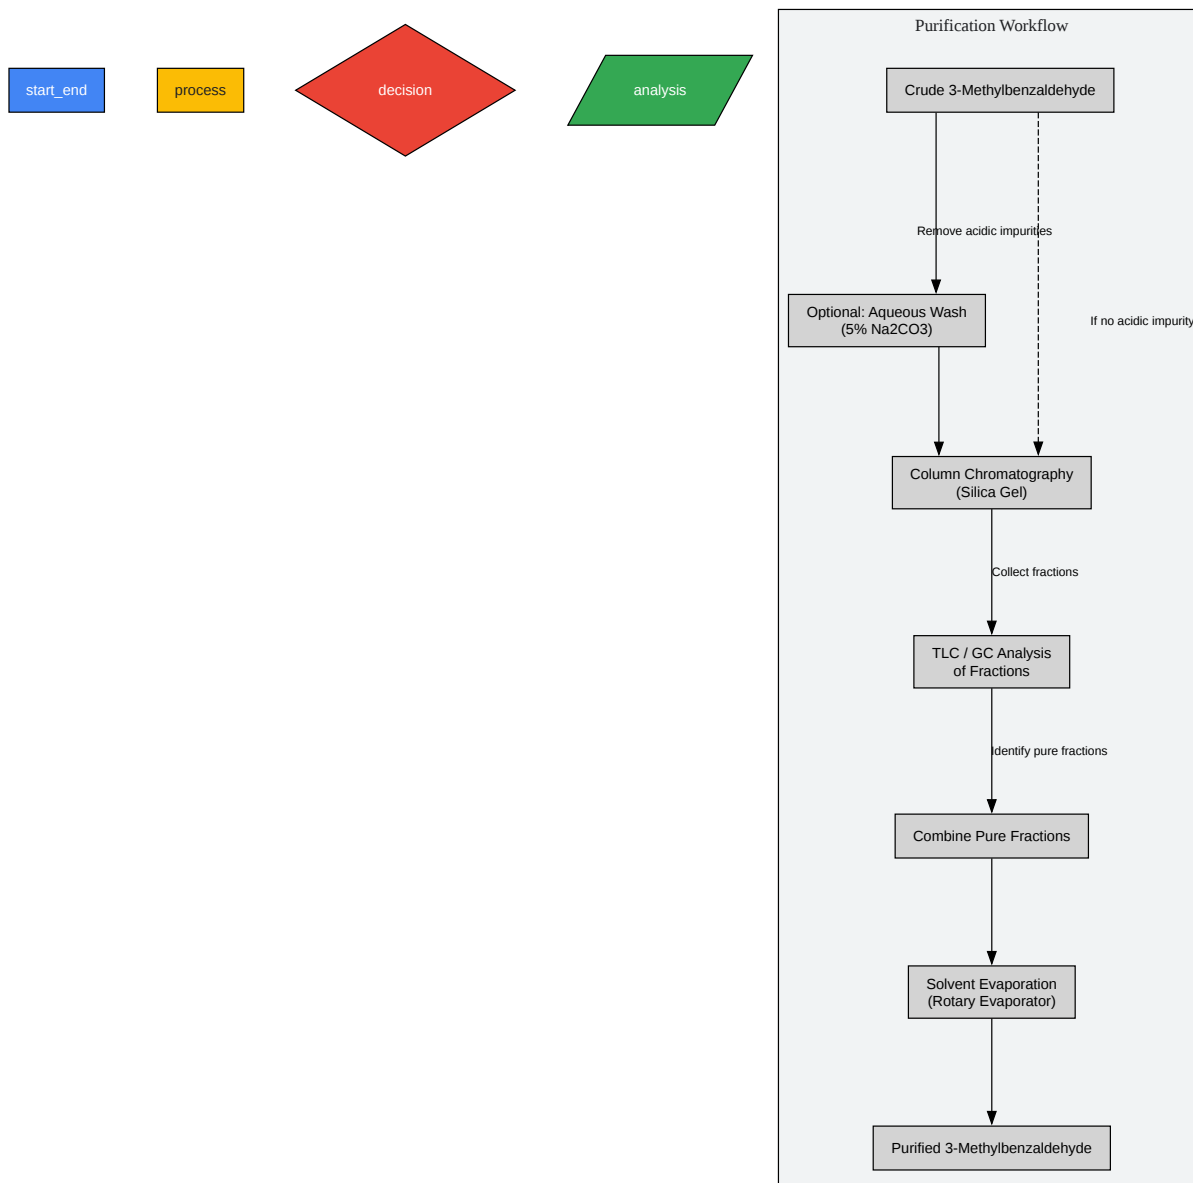 Purification Workflow
start_end
process
decision
analysis
Crude 3-Methylbenzaldehyde
Remove acidic impurities
Optional: Aqueous Wash
(5% Na2CO3)
If no acidic impurity
Column Chromatography
(Silica Gel)
Collect fractions
TLC / GC Analysis
of Fractions
Identify pure fractions
Combine Pure Fractions
Solvent Evaporation
(Rotary Evaporator)
Purified 3-Methylbenzaldehyde